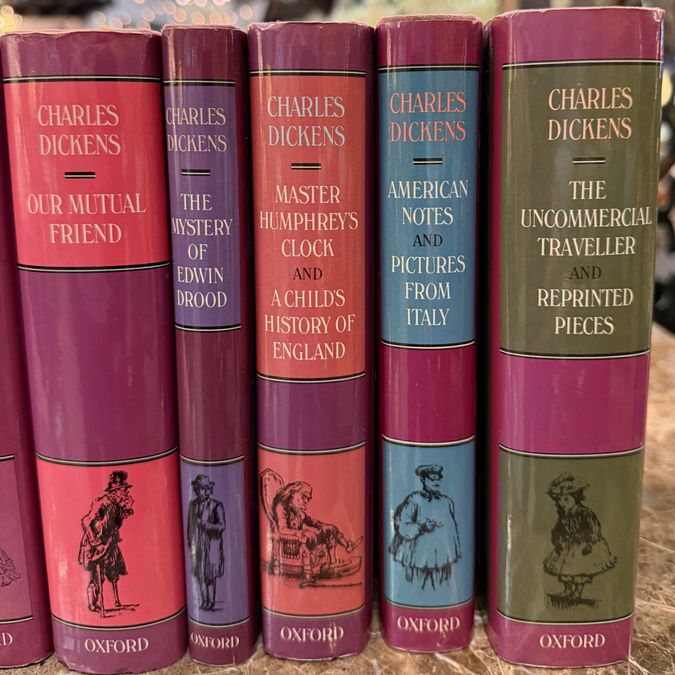 CHARLES
DICKENS
OUR MUTUAL
FRIEND
OXFORD
CHARLES
DICKENS
THE
MYSTERY
OF
EDWIN
DROOD
OXFORD
CHARLES
DICKENS
MASTER
HUMPHREY'S
CLOCK
AND
A CHILD'S
HISTORY OF
ENGLAND
OXFORD
CHARLES
DICKENS
AMERICAN
NOTES
AND
PICTURES
FROM
ITALY
OXFORD
CHARLES
DICKENS
THE
UNCOMMERCIAL
TRAVELLER
AND
REPRINTED
PIECES
OXFORD